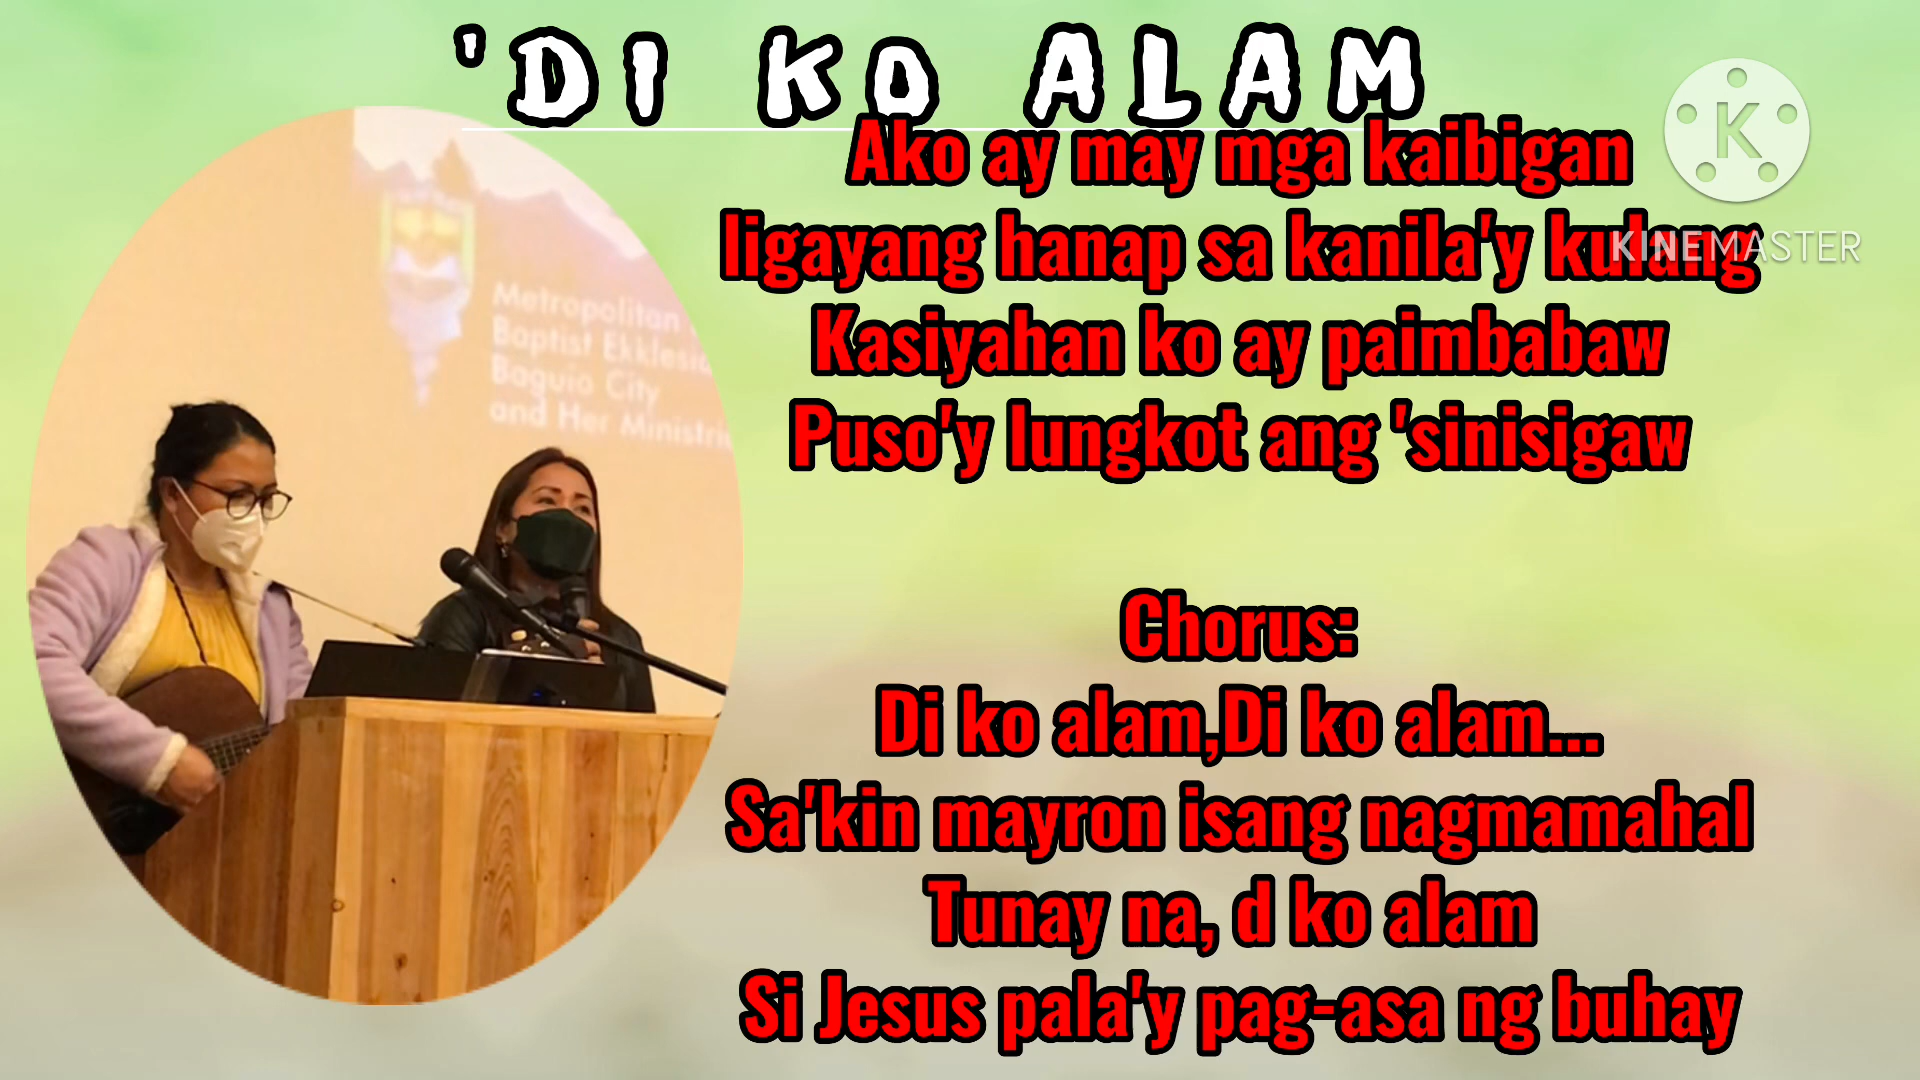 'DI KO ALAM
Ako ay may mga kaibigan
ligayang hanap sa kanila'y kulang
Kasiyahan ko ay paimbabaw
Puso'y lungkot ang 'sinisigaw
Chorus:
Di ko alam,Di ko alam...
Sa'kin mayron isang nagmamahal
Tunay na, d ko alam
Si Jesus pala'y pag-asa ng buhay
K
KINEMASTER
Metropolitan
Baptist Ekklesia
Baguio City
and Her Ministri